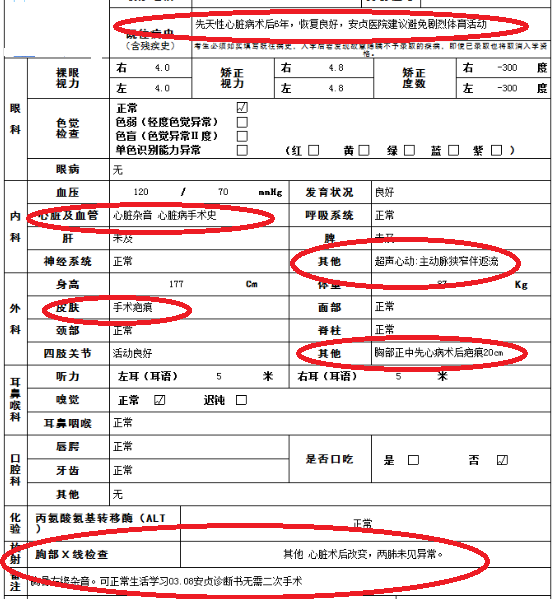 先天性心脏病术后6年，恢复良好，安贞医院建议避免剧烈体育活动
既往病史
（含残疾史）
考生必须如实填写既往病史，入学后若发现故意隐瞒不予录取的疾病，即使已录取也将取消入学资格。
眼科
裸眼视力 右 4.0 矫正视力 右 4.8 矫正度数 右 -300 度
左 4.0 左 4.8 左 -300 度
色觉检查 正常 ☑
色弱（轻度色觉异常） □
色盲（色觉异常Ⅱ度） □
单色识别能力异常 □ （红 □ 黄 □ 绿 □ 蓝 □ 紫 □ ）
眼病 无
内科
血压 120 / 70 mmHg 发育状况 良好
心脏及血管 心脏杂音 心脏病手术史 呼吸系统 正常
肝 未及 脾 未及
神经系统 正常 其他 超声心动:主动脉狭窄伴返流
外科
身高 177 Cm 体重 Kg
皮肤 手术疤痕 面部 正常
颈部 正常 脊柱 正常
四肢关节 活动良好 其他 胸部正中先心病术后疤痕20cm
耳鼻喉科
听力 左耳（耳语） 5 米 右耳（耳语） 5 米
嗅觉 正常 ☑ 迟钝 □
耳鼻咽喉 正常
口腔科
唇腭 正常 是否口吃 是 □ 否 ☑
牙齿 正常
其他 无
化验 丙氨酸氨基转移酶（ALT） 正常
放射 胸部X线检查 其他 心脏术后改变，两肺未见异常。
备注 胸骨左缘杂音。可正常生活学习03.08安贞诊断书无需二次手术